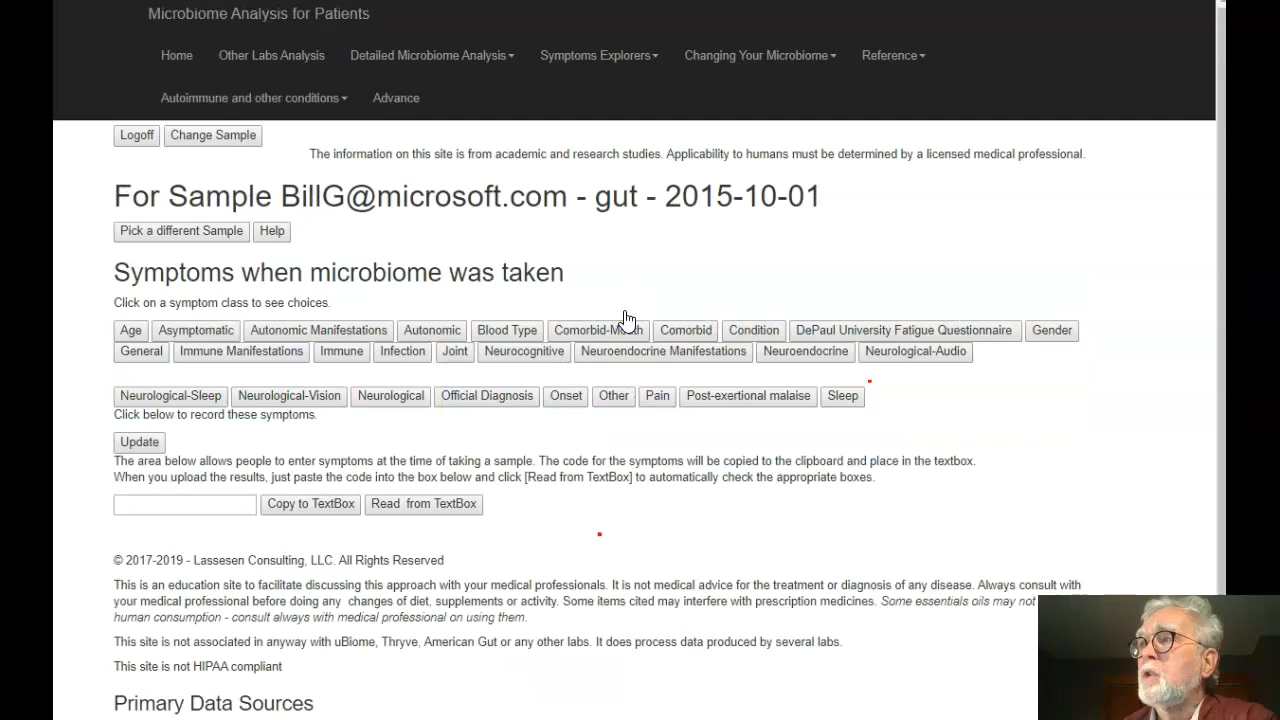 Microbiome Analysis for Patients
Home Other Labs Analysis Detailed Microbiome Analysis Symptoms Explorers Changing Your Microbiome Reference
Autoimmune and other conditions Advance
Logoff Change Sample
The information on this site is from academic and research studies. Applicability to humans must be determined by a licensed medical professional.
For Sample BillG@microsoft.com - gut - 2015-10-01
Pick a different Sample Help
Symptoms when microbiome was taken
Click on a symptom class to see choices.
Age Asymptomatic Autonomic Manifestations Autonomic Blood Type Comorbid-Mouth Comorbid Condition DePaul University Fatigue Questionnaire Gender
General Immune Manifestations Immune Infection Joint Neurocognitive Neuroendocrine Manifestations Neuroendocrine Neurological-Audio
Neurological-Sleep Neurological-Vision Neurological Official Diagnosis Onset Other Pain Post-exertional malaise Sleep
Click below to record these symptoms.
Update
The area below allows people to enter symptoms at the time of taking a sample. The code for the symptoms will be copied to the clipboard and place in the textbox.
When you upload the results, just paste the code into the box below and click [Read from TextBox] to automatically check the appropriate boxes.
Copy to TextBox Read from TextBox
© 2017-2019 - Lassesen Consulting, LLC. All Rights Reserved
This is an education site to facilitate discussing this approach with your medical professionals. It is not medical advice for the treatment or diagnosis of any disease. Always consult with
your medical professional before doing any changes of diet, supplements or activity. Some items cited may interfere with prescription medicines. Some essentials oils may not
human consumption - consult always with medical professional on using them.
This site is not associated in anyway with uBiome, Thryve, American Gut or any other labs. It does process data produced by several labs.
This site is not HIPAA compliant
Primary Data Sources